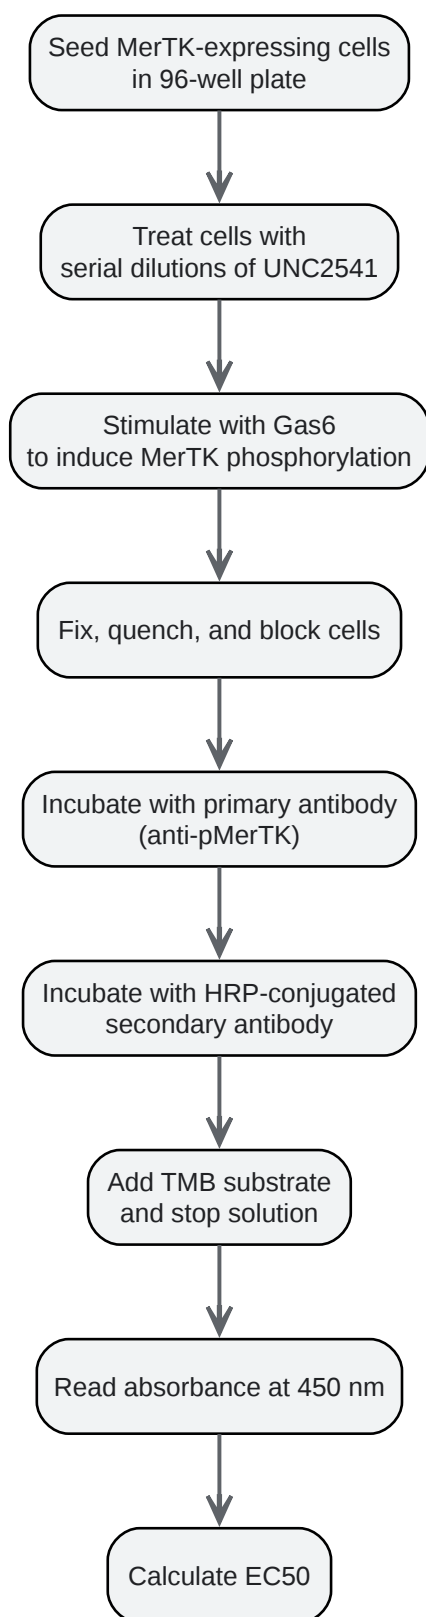 Seed MerTK-expressing cells
in 96-well plate
Treat cells with
serial dilutions of UNC2541
Stimulate with Gas6
to induce MerTK phosphorylation
Fix, quench, and block cells
Incubate with primary antibody
(anti-pMerTK)
Incubate with HRP-conjugated
secondary antibody
Add TMB substrate
and stop solution
Read absorbance at 450 nm
Calculate EC50